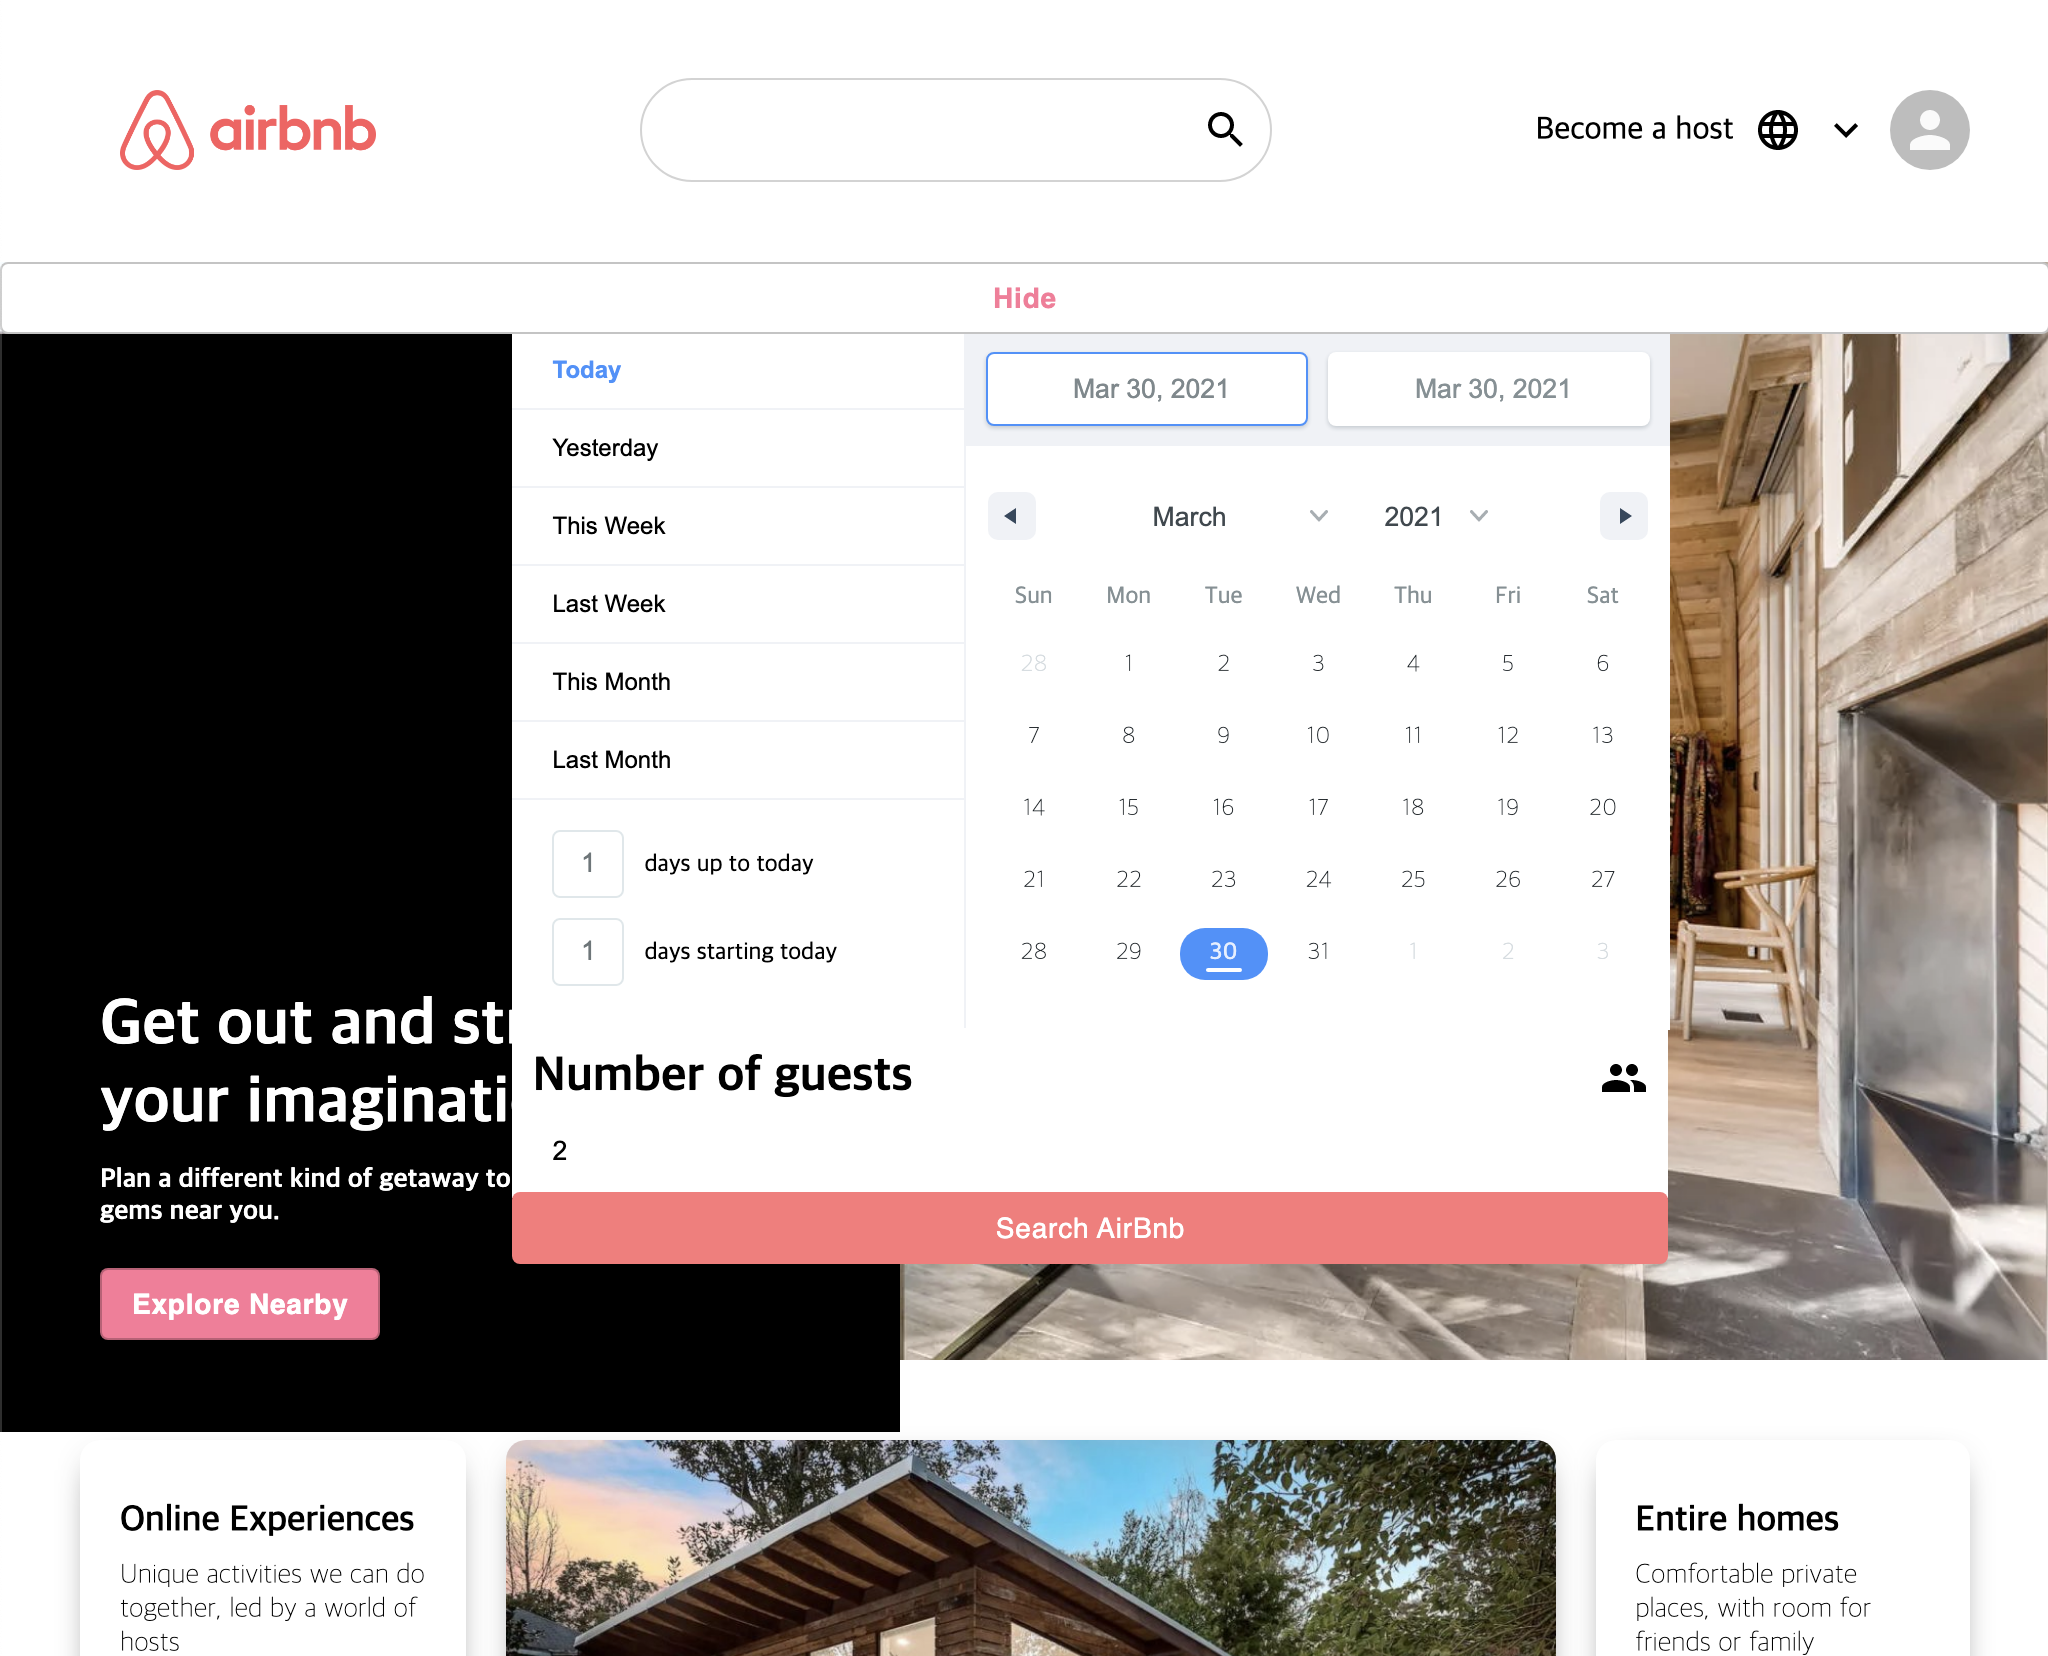 airbnb
Become a host
Hide
Today
Yesterday
This Week
Last Week
This Month
Last Month
1 days up to today
1 days starting today
Mar 30, 2021 Mar 30, 2021
March 2021
Sun Mon Tue Wed Thu Fri Sat
28 1 2 3 4 5 6
7 8 9 10 11 12 13
14 15 16 17 18 19 20
21 22 23 24 25 26 27
28 29 30 31 1 2 3
Number of guests
2
Search AirBnb
Get out and
your
Plan a different kind of getaway to
gems near you.
Explore Nearby
Online Experiences
Unique activities we can do
together, led by a world of
hosts
Entire homes
Comfortable private
places, with room for
friends or family